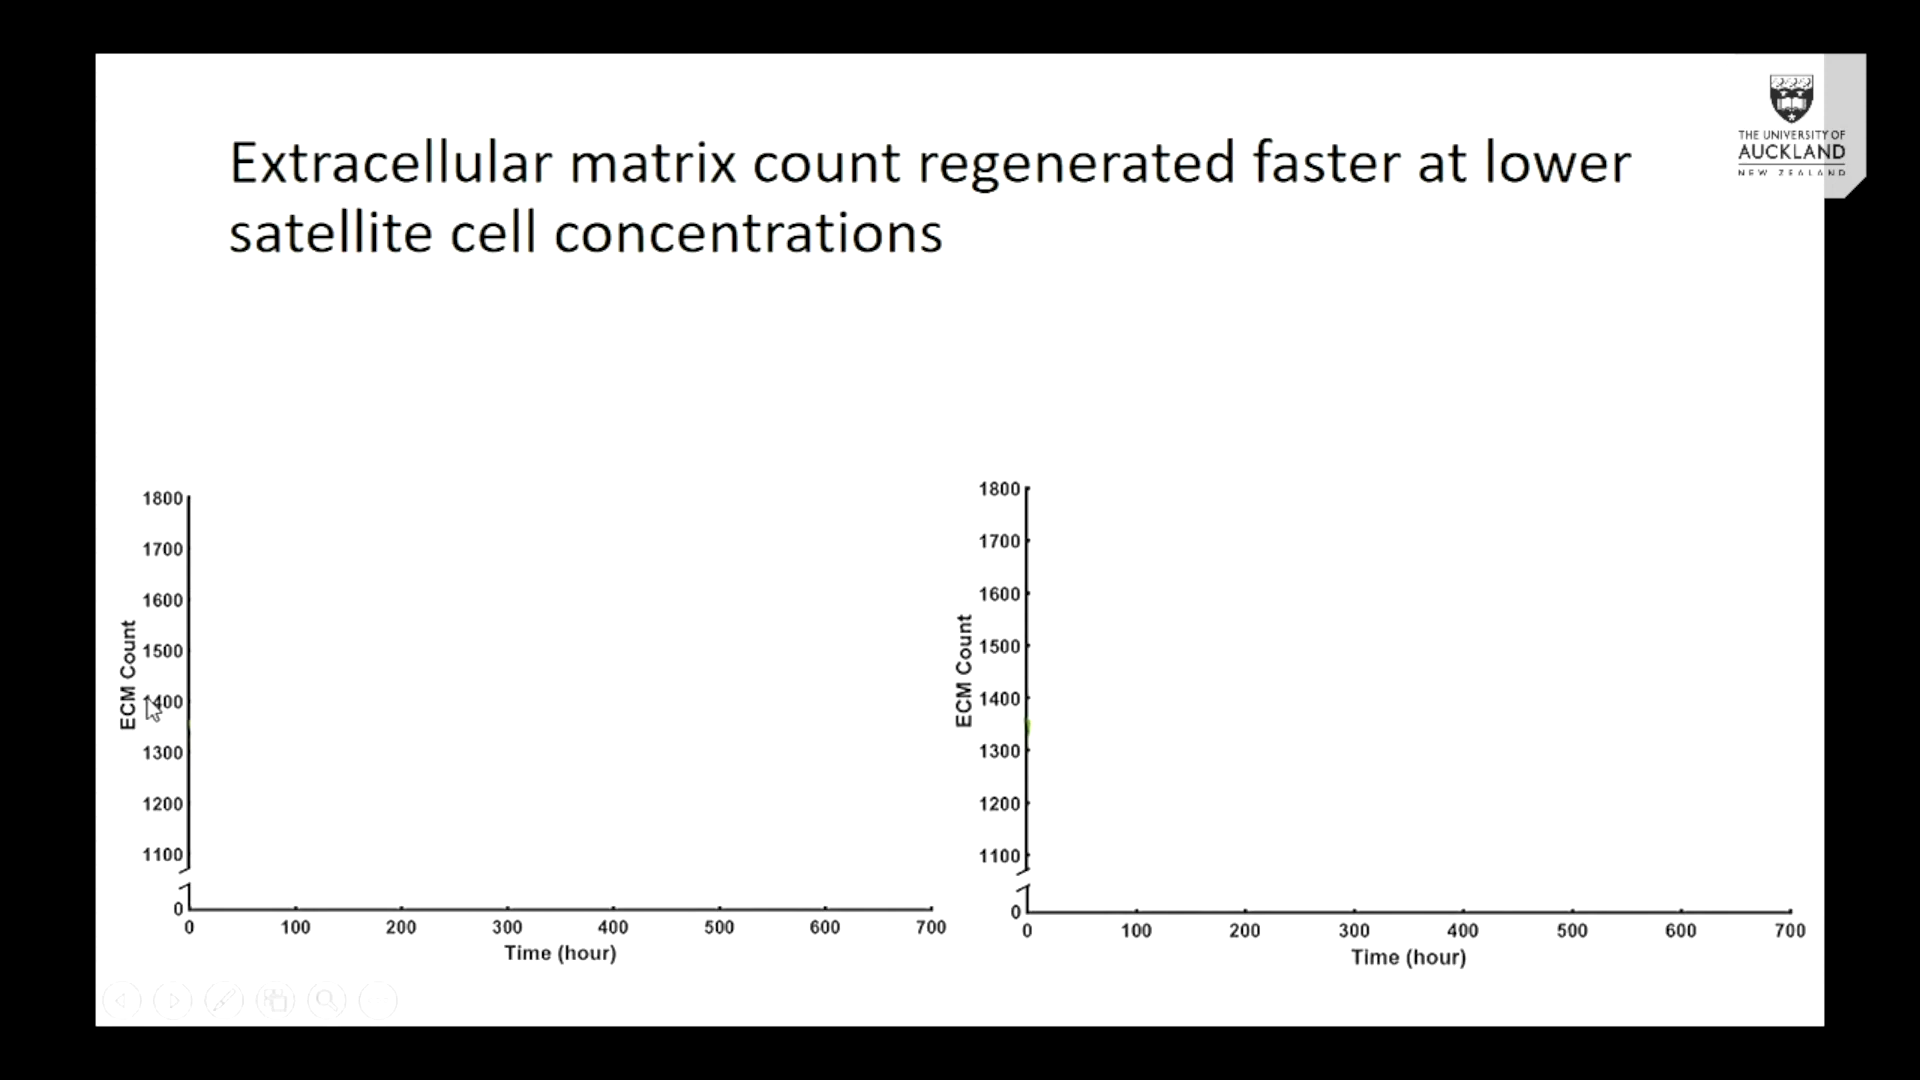 THE UNIVERSITY OF
AUCKLAND
NEW ZEALAND
Extracellular matrix count regenerated faster at lower
satellite cell concentrations
ECM Count
1800
1700
1600
1500
1400
1300
1200
1100
0
0 100 200 300 400 500 600 700
Time (hour)
ECM Count
1800
1700
1600
1500
1400
1300
1200
1100
0
0 100 200 300 400 500 600 700
Time (hour)